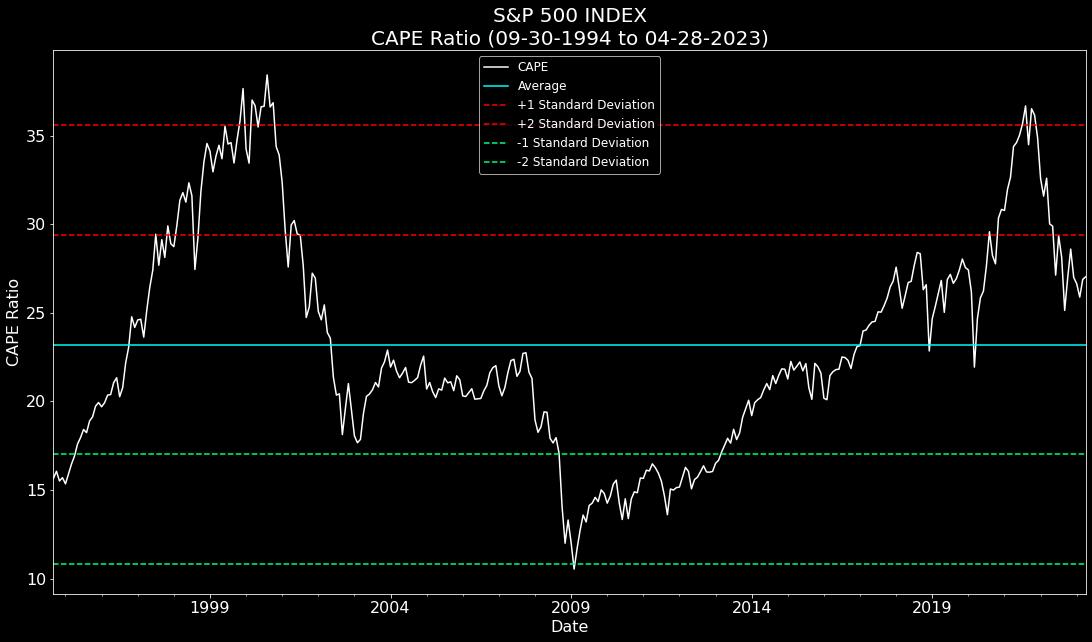 S&P 500 INDEX
CAPE Ratio (09-30-1994 to 04-28-2023)
CAPE
Average
+1 Standard Deviation
+2 Standard Deviation
-1 Standard Deviation
-2 Standard Deviation
CAPE Ratio
35
30
25
20
15
10
1999 2004 2009 2014 2019
Date